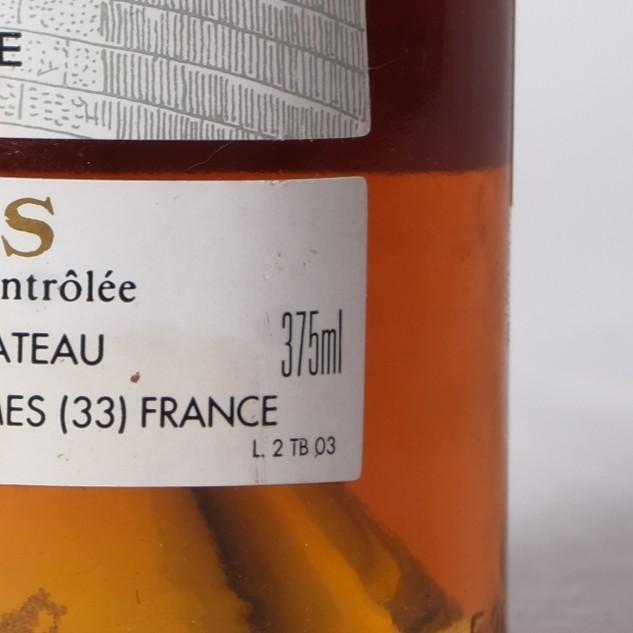 E
S
ntrôlée
ATEAU
375ml
MES (33) FRANCE
L. 2 TB 03